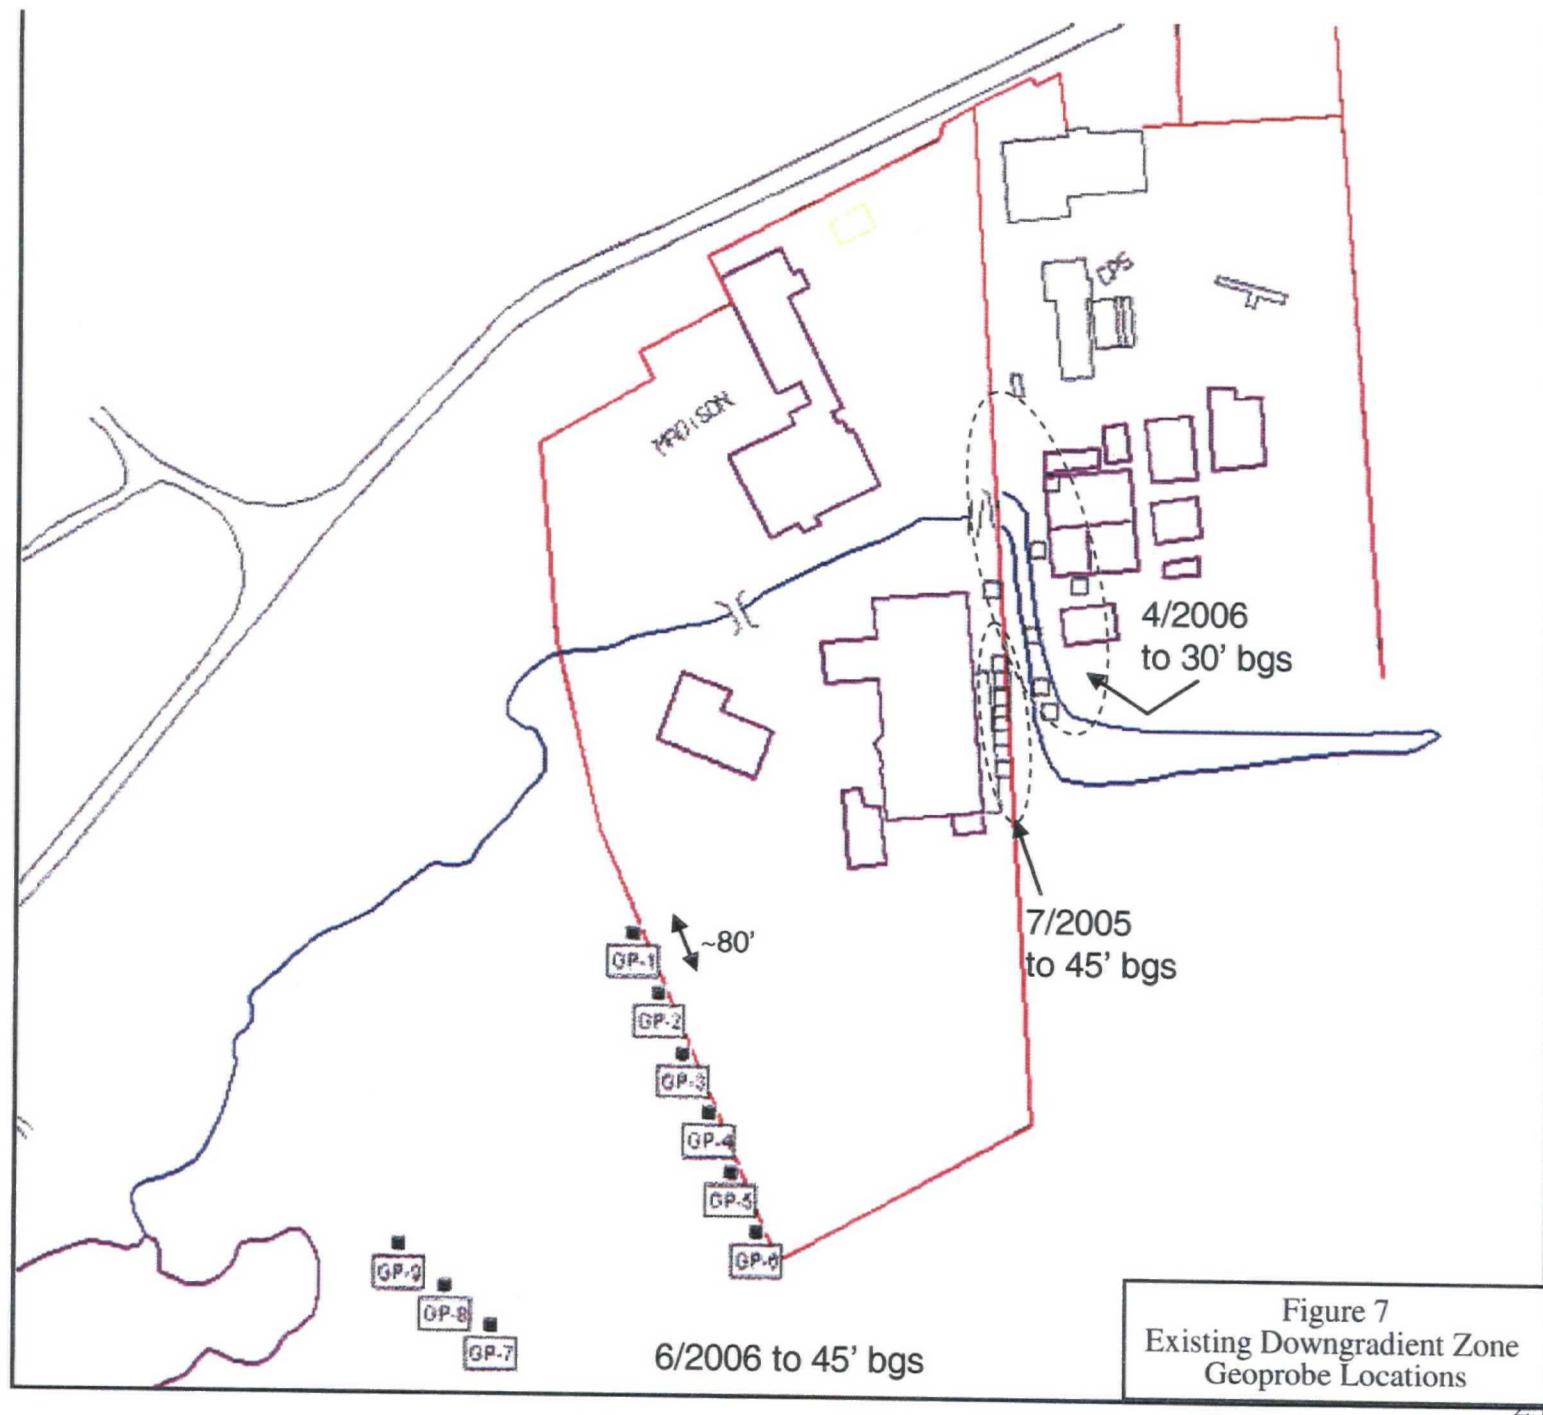 CPS
MADISON
4/2006
to 30' bgs
7/2005
to 45' bgs
~80'
GP-1
GP-2
GP-3
GP-4
GP-5
GP-6
GP-9
GP-8
GP-7
6/2006 to 45' bgs
Figure 7
Existing Downgradient Zone
Geoprobe Locations